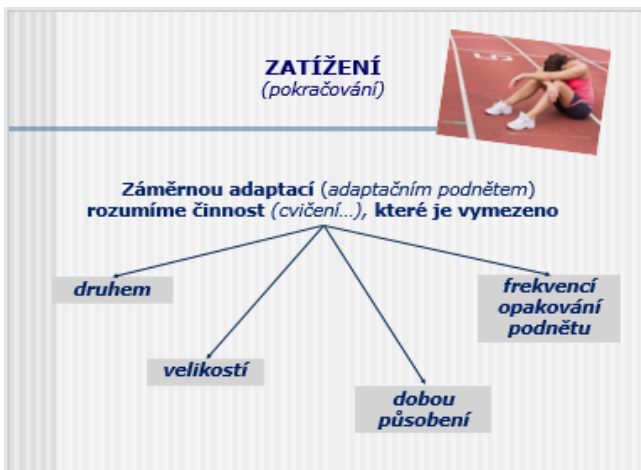 ZATÍŽENÍ
(pokračování)
Záměrnou adaptací (adaptačním podnětem)
rozumíme činnost (cvičení...), které je vymezeno
druhem
velikostí
dobou
působení
frekvencí
opakování
podnětu